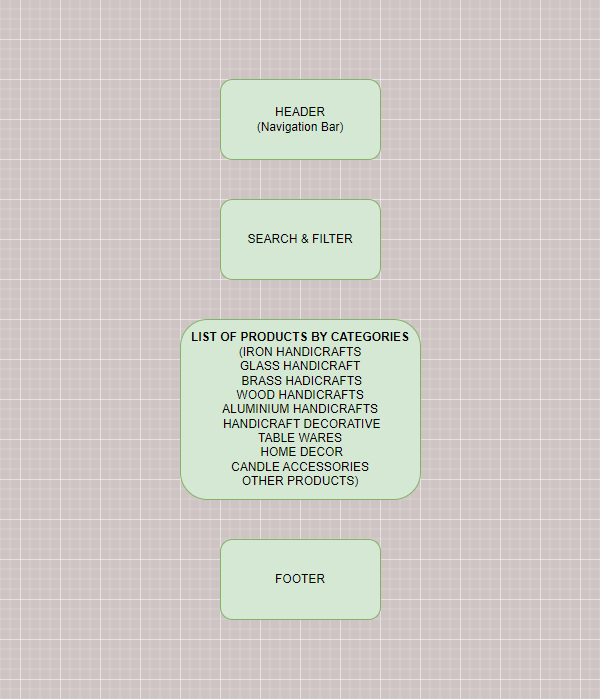 HEADER
(Navigation Bar)
SEARCH & FILTER
LIST OF PRODUCTS BY CATEGORIES
(IRON HANDICRAFTS
GLASS HANDICRAFT
BRASS HADICRAFTS
WOOD HANDICRAFTS
ALUMINIUM HANDICRAFTS
HANDICRAFT DECORATIVE
TABLE WARES
HOME DECOR
CANDLE ACCESSORIES
OTHER PRODUCTS)
FOOTER